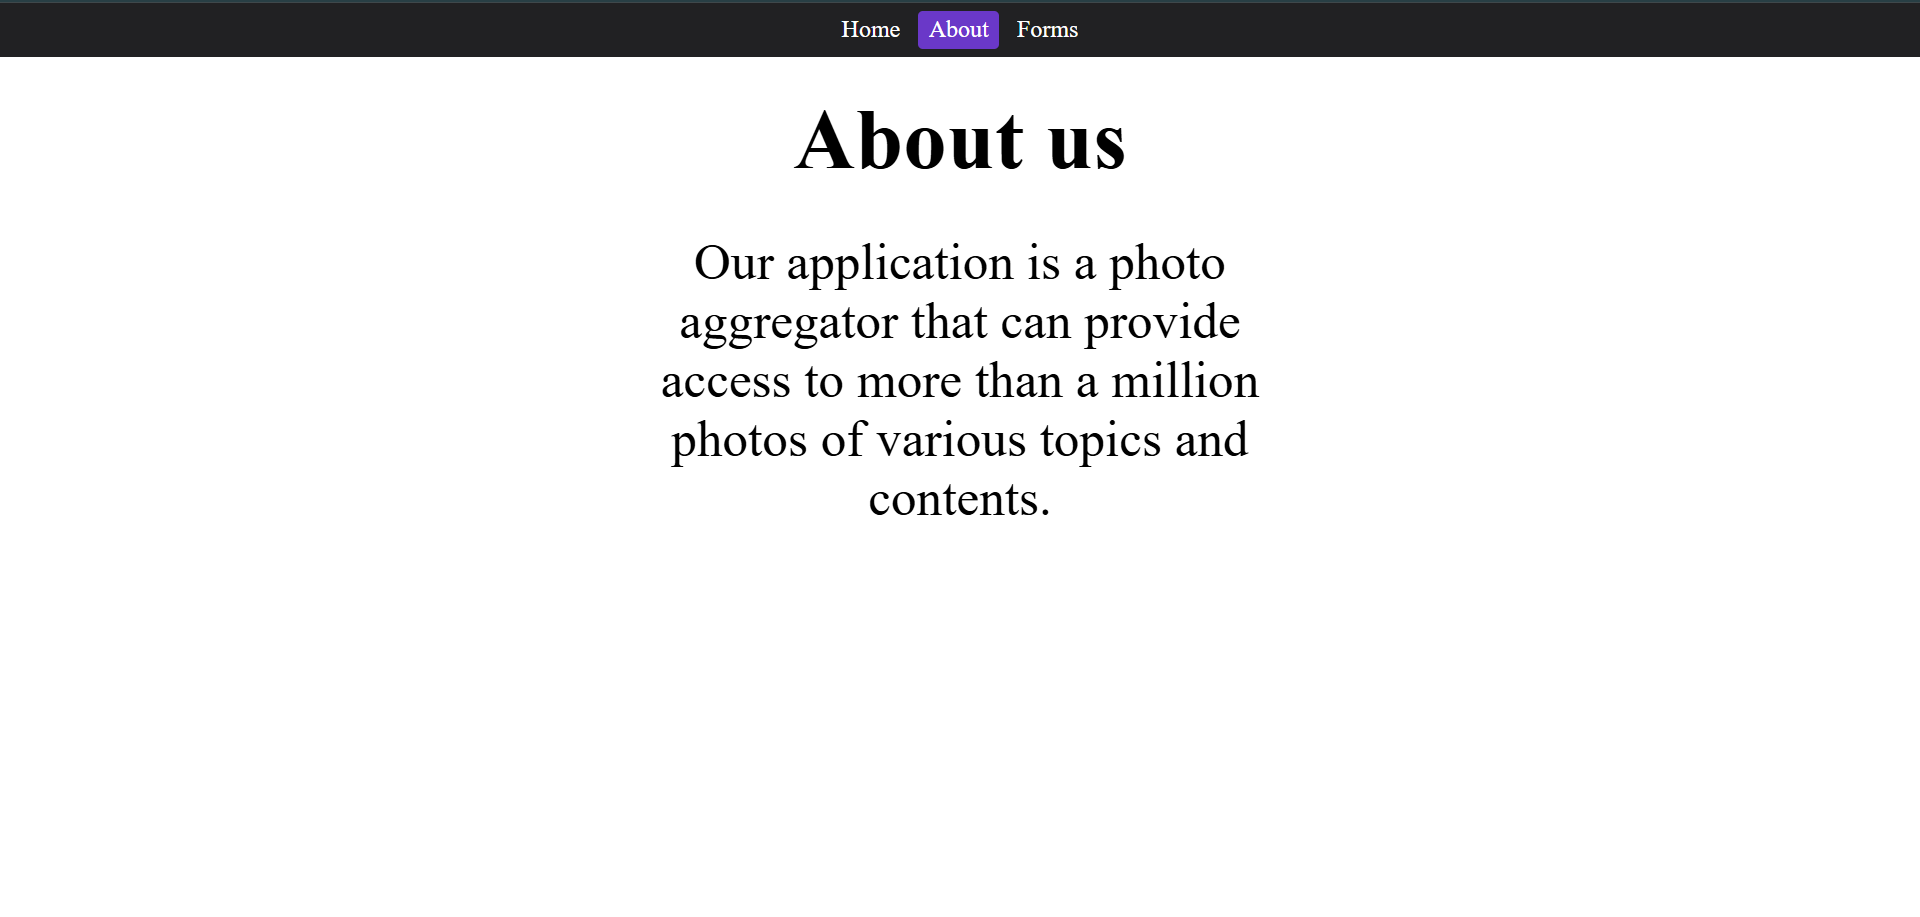 Home About Forms
About us
Our application is a photo
aggregator that can provide
access to more than a million
photos of various topics and
contents.